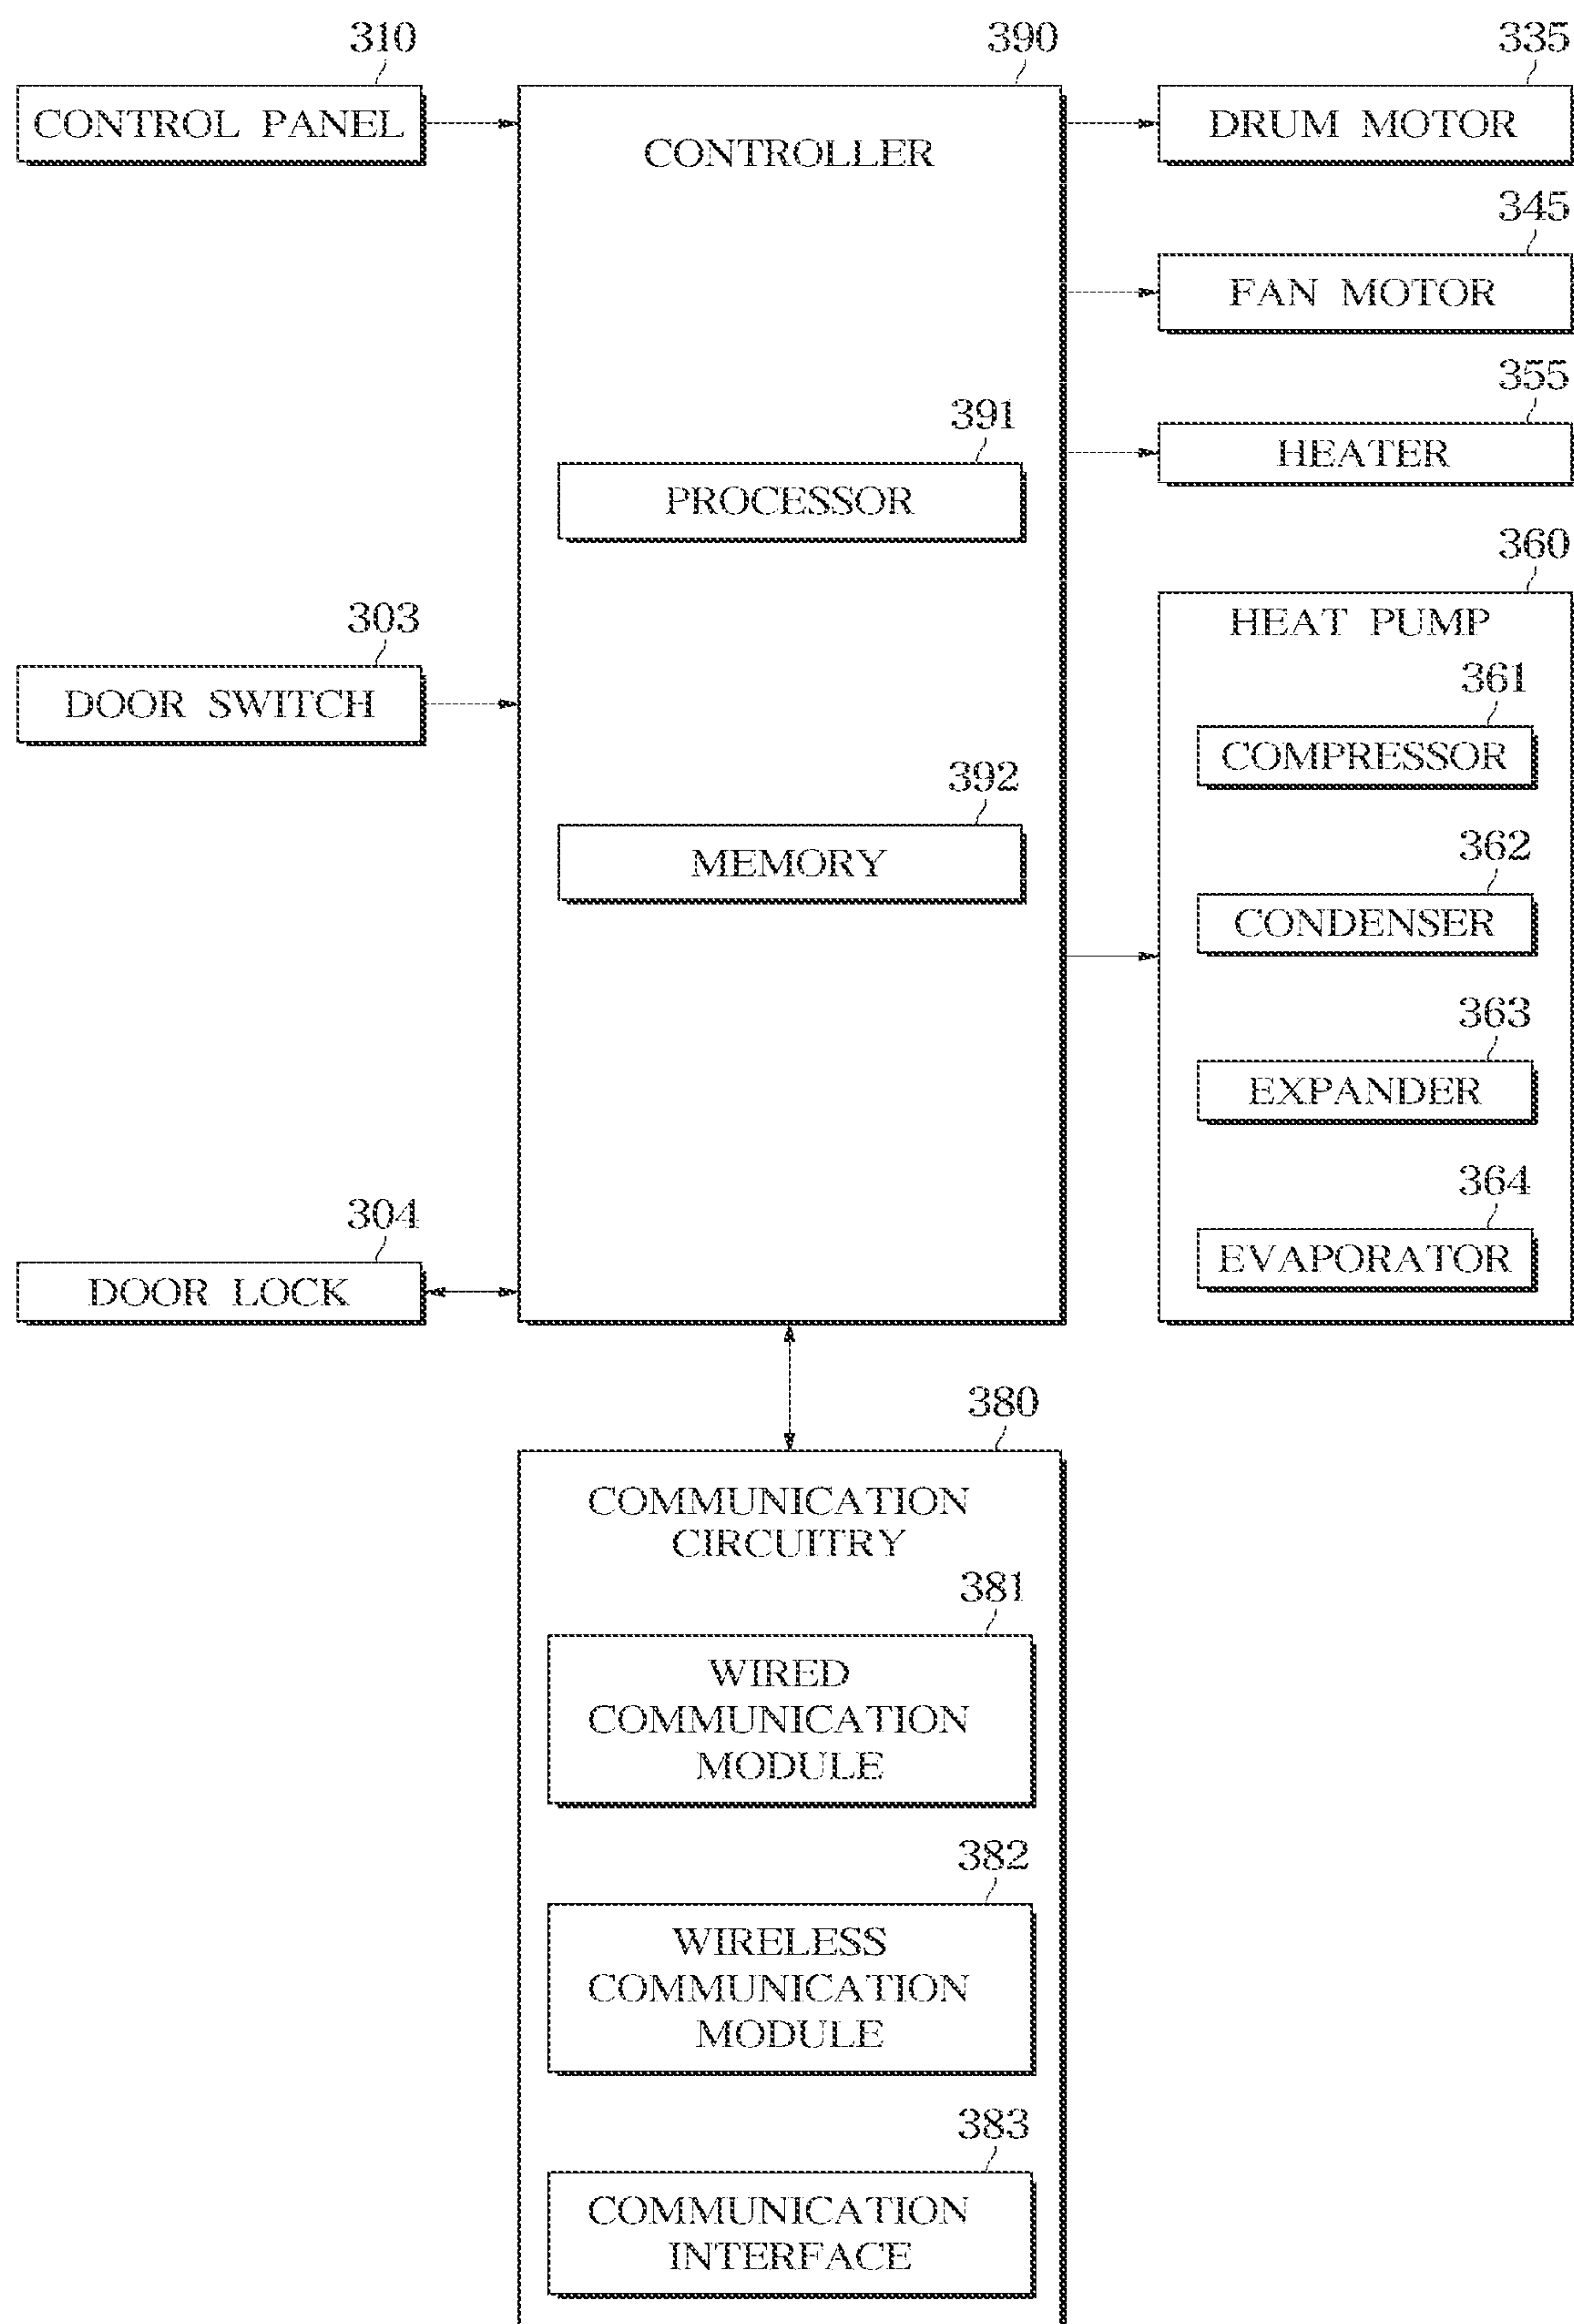 310
CONTROL PANEL
303
DOOR SWITCH
304
DOOR LOCK
390
CONTROLLER
391
PROCESSOR
392
MEMORY
335
DRUM MOTOR
345
FAN MOTOR
355
HEATER
360
HEAT PUMP
361
COMPRESSOR
362
CONDENSER
363
EXPANDER
364
EVAPORATOR
380
COMMUNICATION
CIRCUITRY
381
WIRED
COMMUNICATION
MODULE
382
WIRELESS
COMMUNICATION
MODULE
383
COMMUNICATION
INTERFACE